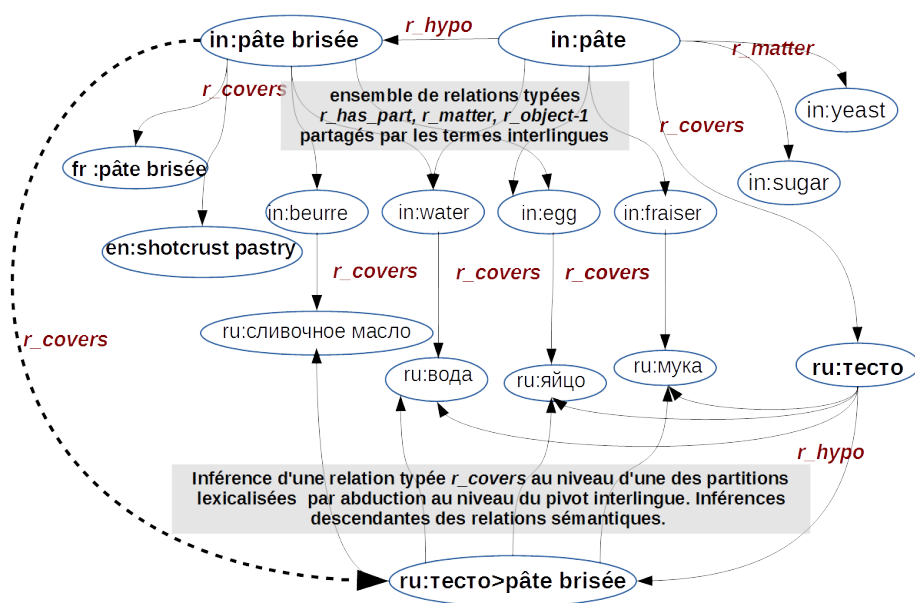 r_hypo
in:pâte brisée
in:pâte
r_matter
r_covers
ensemble de relations typées
r_has_part, r_matter, r_object-1
partagés par les termes interlingues
in:yeast
r_covers
fr :pâte brisée
in:sugar
in:beurre
in:water
in:egg
in:fraiser
en:shotcrust pastry
r_covers
r_covers
r_covers
ru:сливочное масло
r_covers
ru:вода
ru:яйцо
ru:мука
ru:тесто
r_hypo
Inférence d'une relation typée r_covers au niveau d'une des partitions
lexicalisées par abduction au niveau du pivot interlingue. Inférences
descendantes des relations sémantiques.
ru:тесто>pâte brisée